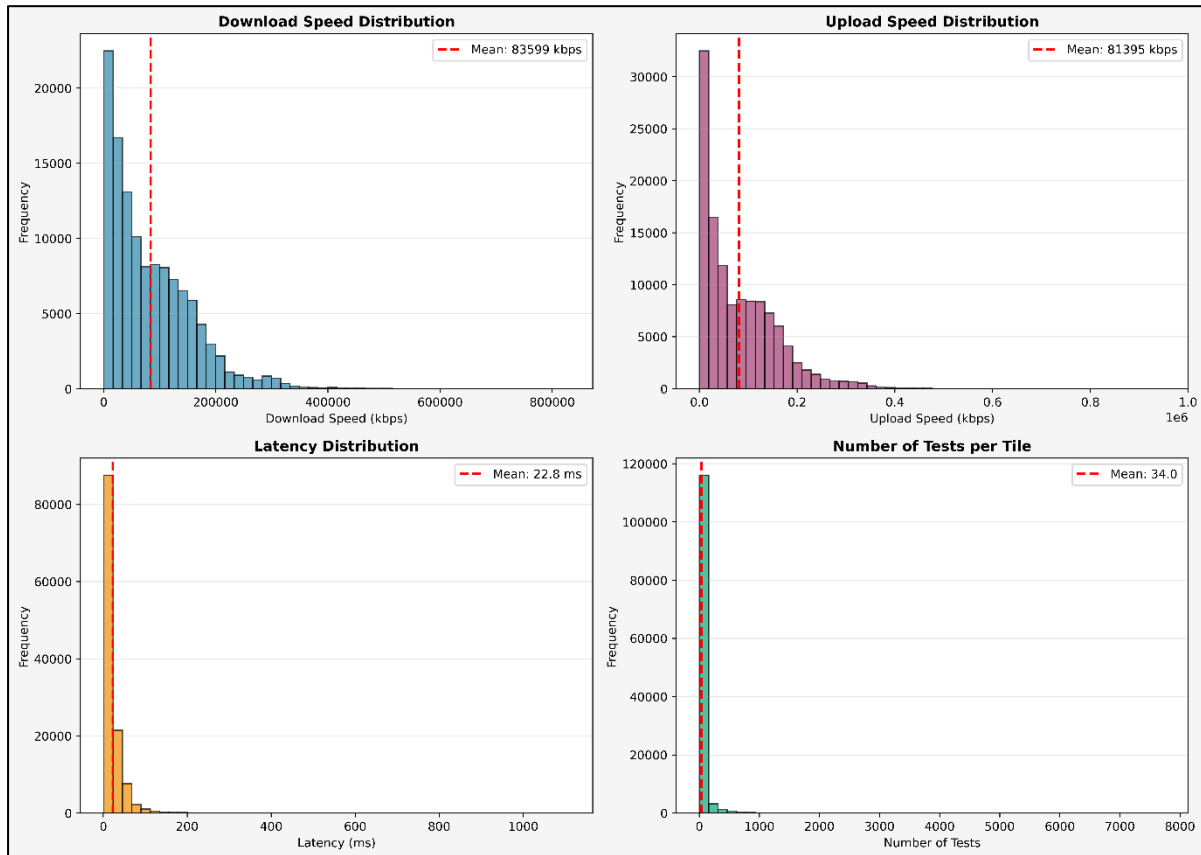 Download Speed Distribution
Mean: 83599 kbps
Frequency
20000
15000
10000
5000
0
0 200000 400000 600000 800000
Download Speed (kbps)
Upload Speed Distribution
Mean: 81395 kbps
Frequency
30000
25000
20000
15000
10000
5000
0
0.0 0.2 0.4 0.6 0.8 1.0
1e6
Upload Speed (kbps)
Latency Distribution
Mean: 22.8 ms
Frequency
80000
60000
40000
20000
0
0 200 400 600 800 1000
Latency (ms)
Number of Tests per Tile
Mean: 34.0
Frequency
120000
100000
80000
60000
40000
20000
0
0 1000 2000 3000 4000 5000 6000 7000 8000
Number of Tests